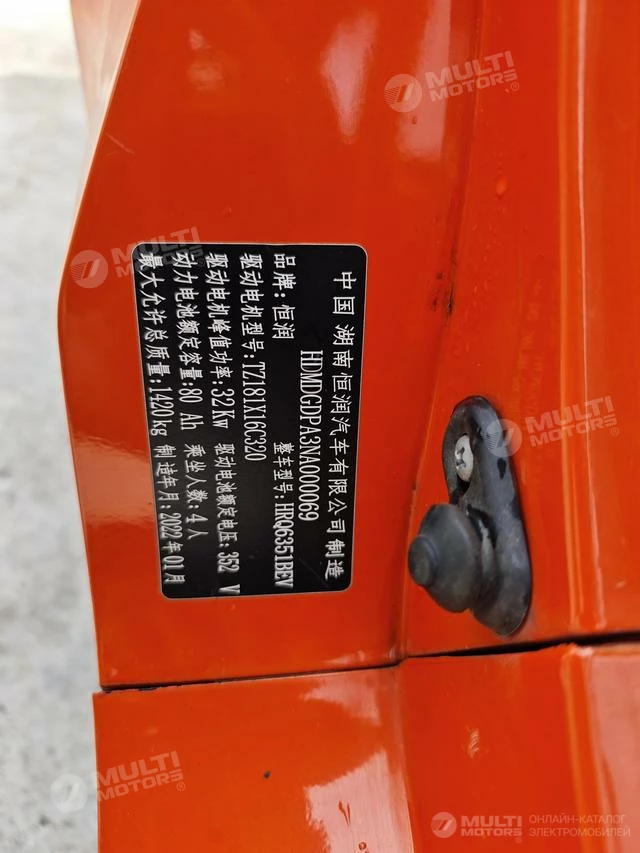 中国 湖南恒润汽车有限公司制造
HDMDGDPA3NA000069
品牌：恒润 整车型号：HRQ6351BEV
驱动电机型号：TZ181X16C320
驱动电机峰值功率：32Kw 驱动电池额定电压：352 V
动力电池额定容量：80 Ah 乘坐人数：4人
最大允许总质量：1420kg 制造年月：2022年01月
MULTI MOTORS®
MULTI MOTORS
MULTI MOTORS®
MULTI MOTORS
MULTI MOTORS® ОНЛАЙН-КАТАЛОГ ЭЛЕКТРОМОБИЛЕЙ